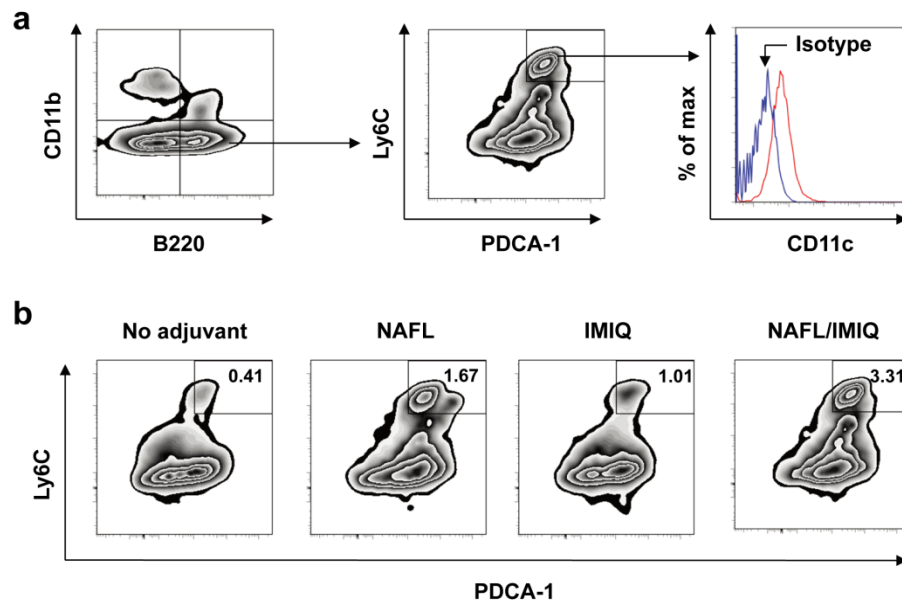 a
CD11b
B220
Ly6C
PDCA-1
% of max
Isotype
CD11c
b
No adjuvant
NAFL
IMIQ
NAFL/IMIQ
0.41
1.67
1.01
3.31
Ly6C
PDCA-1